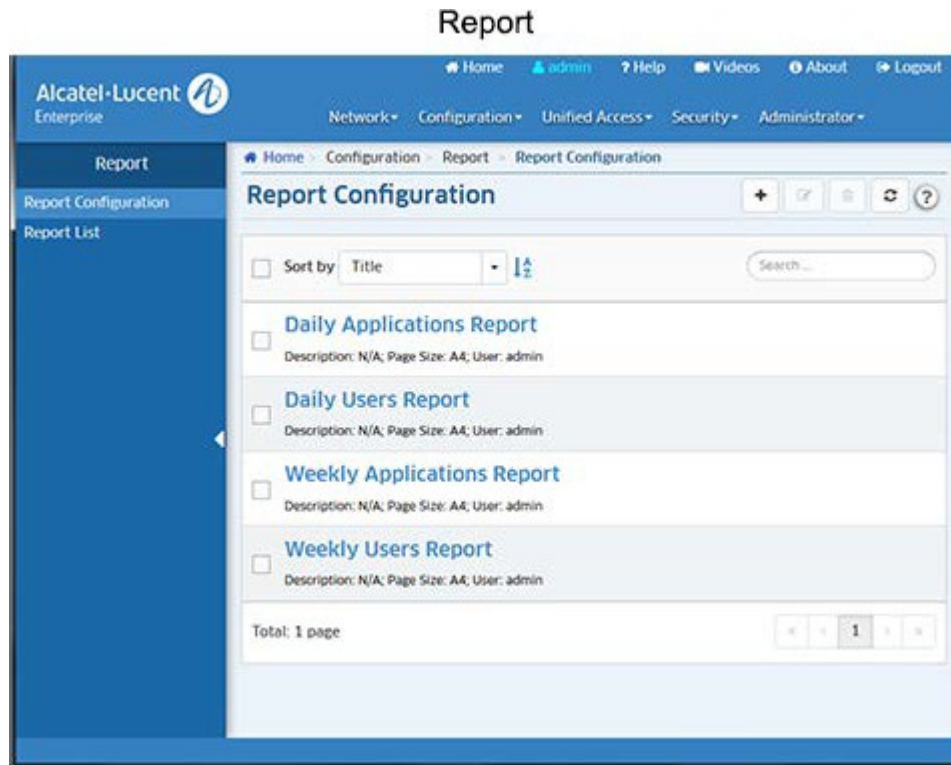 Report
Alcatel·Lucent
Enterprise
Home admin ? Help Videos About Logout
Network Configuration Unified Access Security Administrator
Report
Report Configuration
Report List
Home > Configuration > Report > Report Configuration
Report Configuration
Sort by Title
Search ...
Daily Applications Report
Description: N/A; Page Size: A4; User: admin
Daily Users Report
Description: N/A; Page Size: A4; User: admin
Weekly Applications Report
Description: N/A; Page Size: A4; User: admin
Weekly Users Report
Description: N/A; Page Size: A4; User: admin
Total: 1 page
« ‹ 1 › »